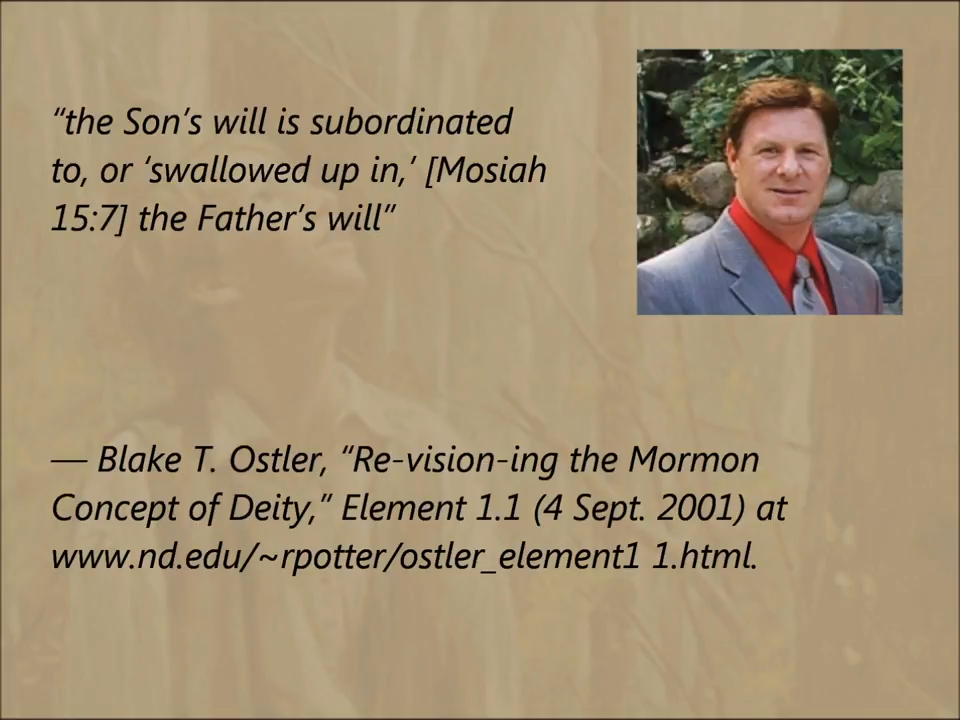 “the Son’s will is subordinated
to, or ‘swallowed up in,’ [Mosiah
15:7] the Father’s will”
— Blake T. Ostler, “Re-vision-ing the Mormon
Concept of Deity,” Element 1.1 (4 Sept. 2001) at
www.nd.edu/~rpotter/ostler_element1 1.html.